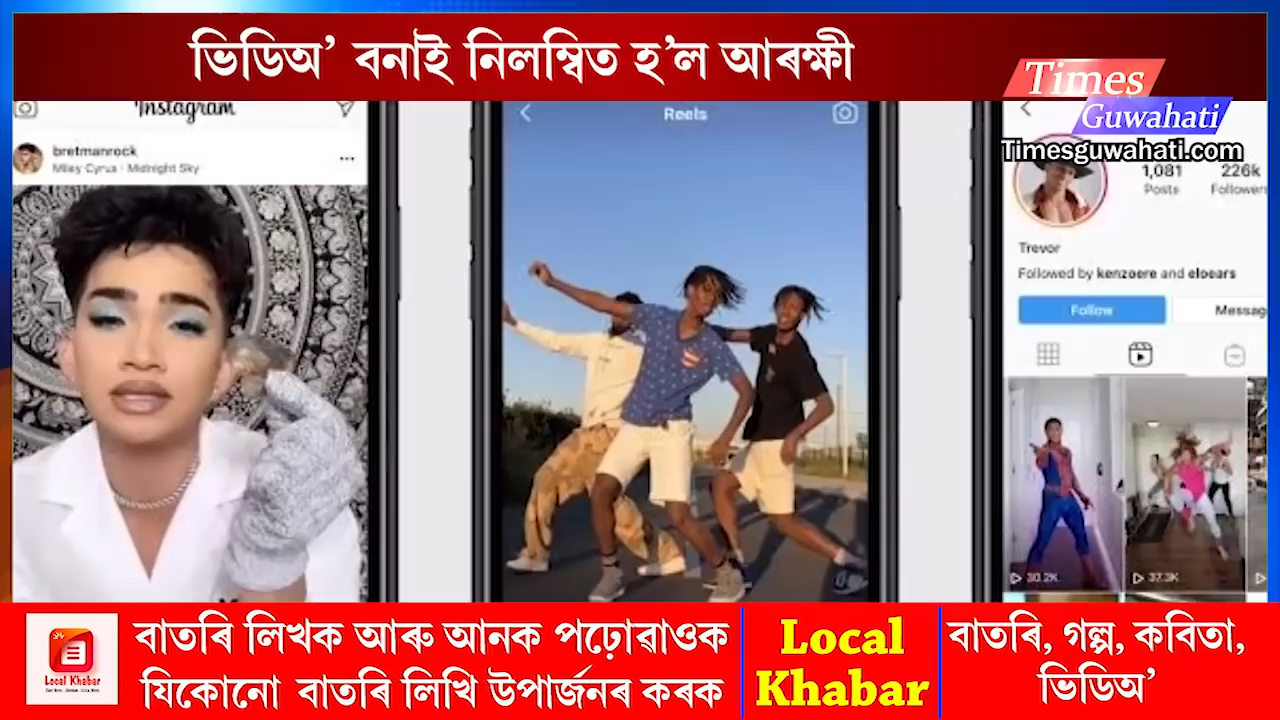 ভিডিঅ’ বনাই নিলম্বিত হ’ল আৰক্ষী
Times
Guwahati
Timesguwahati.com
Instagram
bretmanrock
Miley Cyrus · Midnight Sky
Reels
1,081
Posts
226k
Followers
Trevor
Followed by kenzoere and eloears
Follow
Messag
30.2K
37.3K
Local Khabar
বাতৰি লিখক আৰু আনক পঢ়োৱাওক
যিকোনো বাতৰি লিখি উপাৰ্জনৰ কৰক
Local
Khabar
বাতৰি, গল্প, কবিতা,
ভিডিঅ’